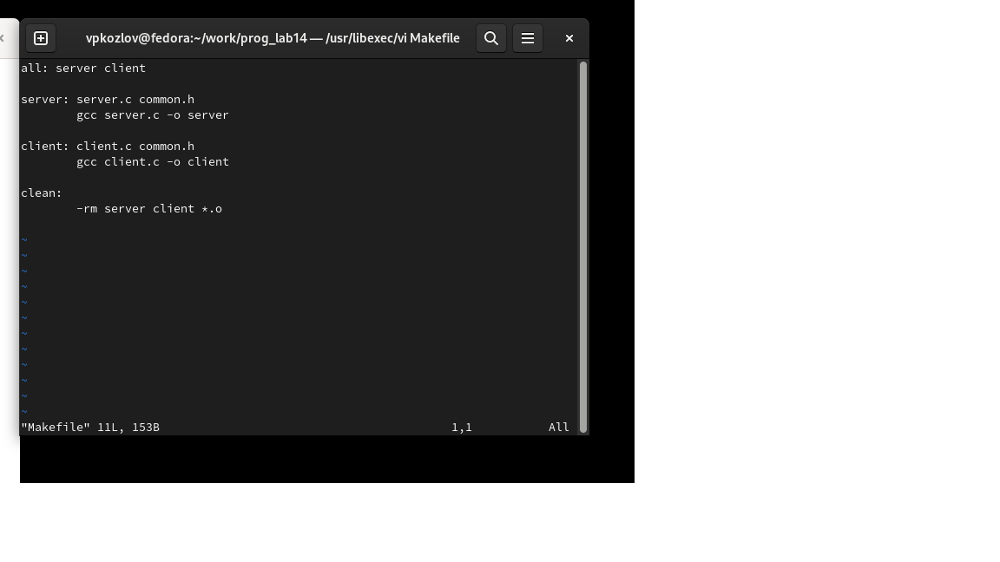 vpkozlov@fedora:~/work/prog_lab14 — /usr/libexec/vi Makefile
all: server client
server: server.c common.h
        gcc server.c -o server
client: client.c common.h
        gcc client.c -o client
clean:
        -rm server client *.o
~
~
~
~
~
~
~
~
~
~
~
~
"Makefile" 11L, 153B 1,1 All